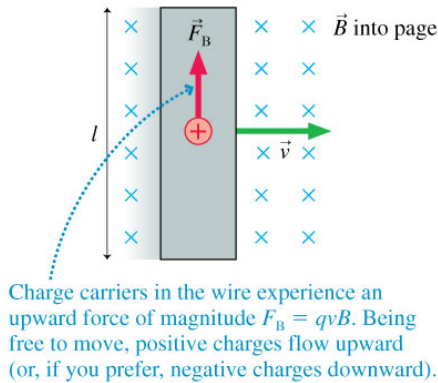 F⃗_B
B⃗ into page
l
+
v⃗
Charge carriers in the wire experience an
upward force of magnitude F_B = qvB. Being
free to move, positive charges flow upward
(or, if you prefer, negative charges downward).